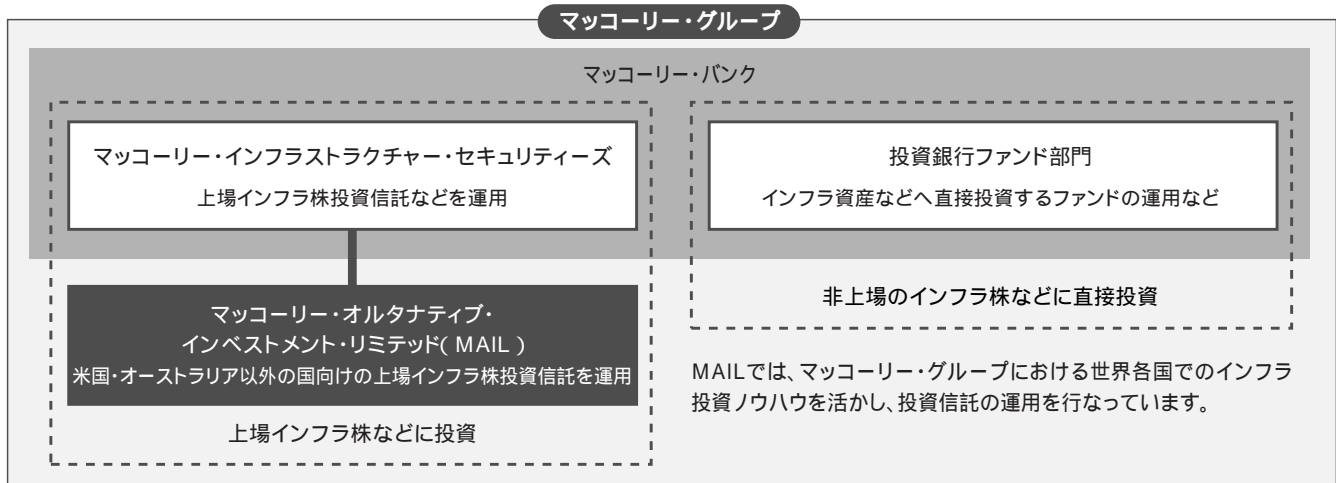 マッコーリー・グループ
マッコーリー・バンク
マッコーリー・インフラストラクチャー・セキュリティーズ
上場インフラ株投資信託などを運用
マッコーリー・オルタナティブ・
インベストメント・リミテッド( MAIL )
米国・オーストラリア以外の国向けの上場インフラ株投資信託を運用
上場インフラ株などに投資
投資銀行ファンド部門
インフラ資産などへ直接投資するファンドの運用など
非上場のインフラ株などに直接投資
MAILでは、マッコーリー・グループにおける世界各国でのインフラ
投資ノウハウを活かし、投資信託の運用を行なっています。